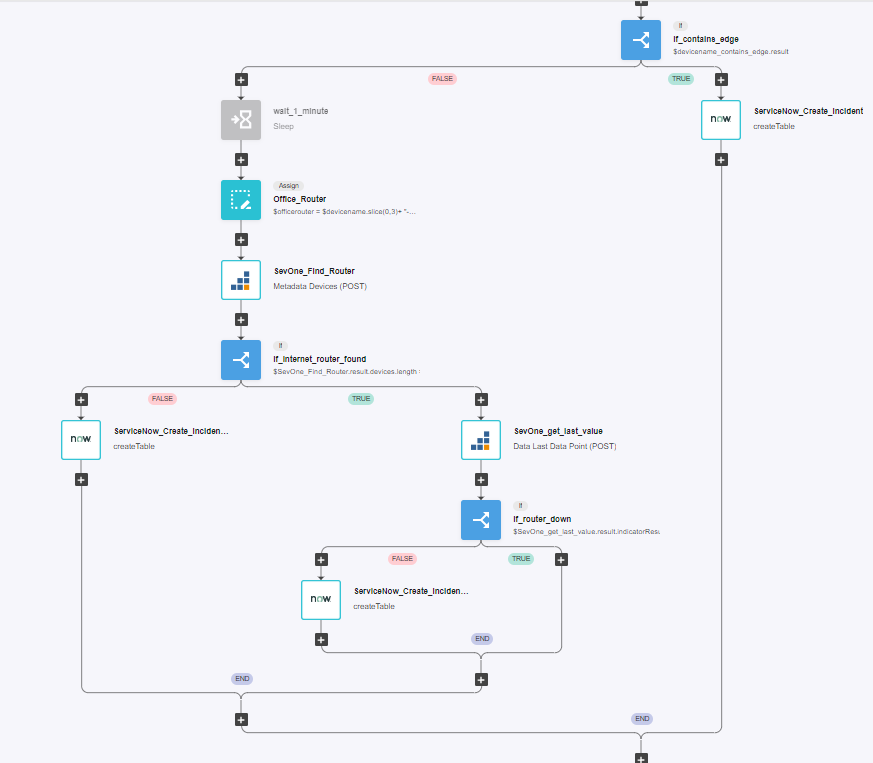 If
if_contains_edge
$devicename_contains_edge.result
FALSE
TRUE
wait_1_minute
Sleep
now.
ServiceNow_Create_Incident
createTable
Assign
Office_Router
$officerouter = $devicename.slice(0,3)+ "-...
SevOne_Find_Router
Metadata Devices (POST)
If
if_internet_router_found
$SevOne_Find_Router.result.devices.length
FALSE
TRUE
now.
ServiceNow_Create_Inciden...
createTable
SevOne_get_last_value
Data Last Data Point (POST)
If
if_router_down
$SevOne_get_last_value.result.indicatorResu
FALSE
TRUE
now.
ServiceNow_Create_Inciden...
createTable
END
END
END